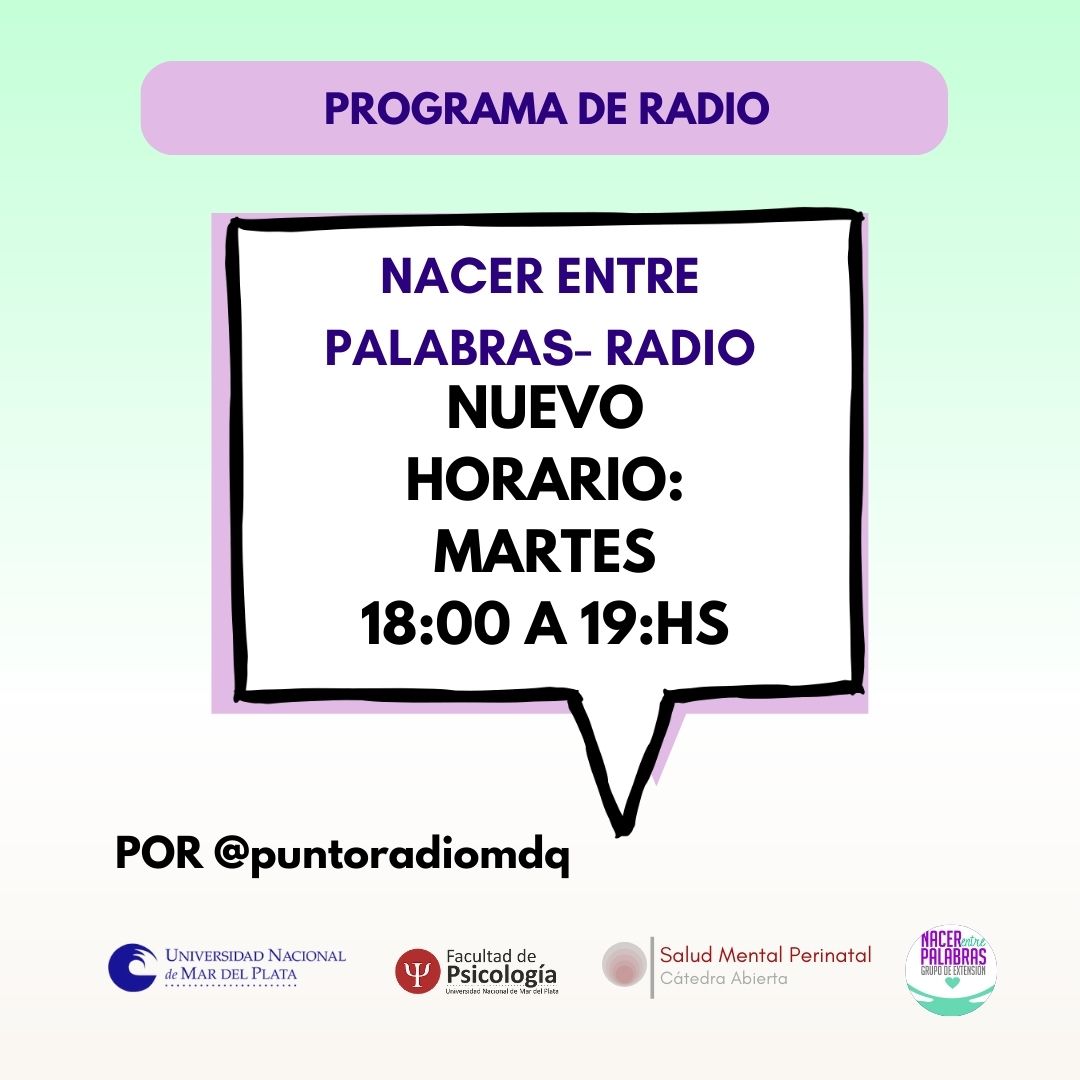 PROGRAMA DE RADIO
NACER ENTRE
PALABRAS- RADIO
NUEVO
HORARIO:
MARTES
18:00 A 19:HS
POR @puntoradiomdq
UNIVERSIDAD NACIONAL
de MAR DEL PLATA
Facultad de
Psicología
Universidad Nacional de Mar del Plata
Salud Mental Perinatal
Cátedra Abierta
NACER entre
PALABRAS
GRUPO DE EXTENSIÓN